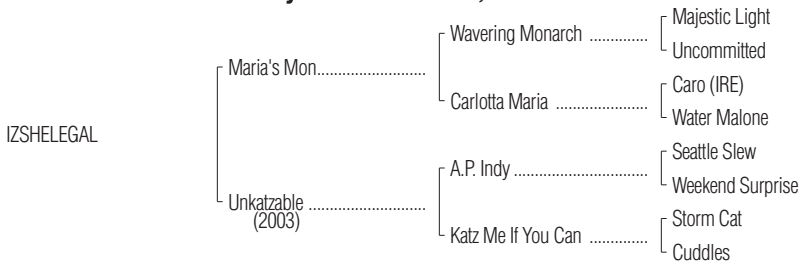 Majestic Light
Wavering Monarch ..............
Uncommitted
Maria's Mon..........................
Caro (IRE)
Carlotta Maria ......................
Water Malone
IZSHELEGAL
Seattle Slew
A.P. Indy ................................
Weekend Surprise
Unkatzable ............................
(2003)
Storm Cat
Katz Me If You Can ..............
Cuddles